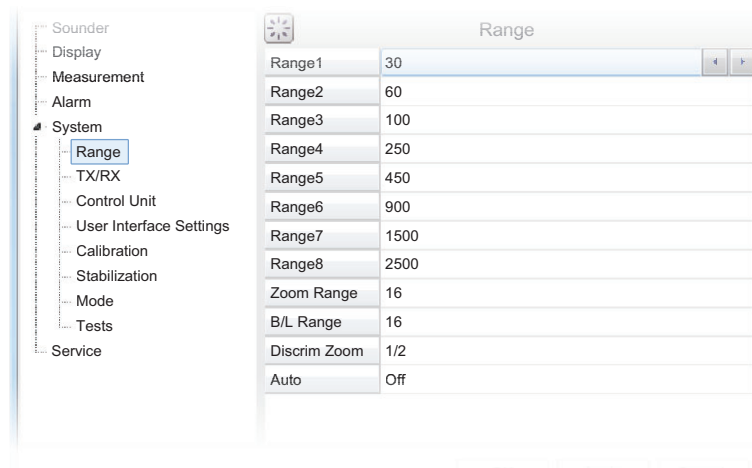 Sounder
Display
Measurement
Alarm
System
Range
TX/RX
Control Unit
User Interface Settings
Calibration
Stabilization
Mode
Tests
Service
Range
Range1 30
Range2 60
Range3 100
Range4 250
Range5 450
Range6 900
Range7 1500
Range8 2500
Zoom Range 16
B/L Range 16
Discrim Zoom 1/2
Auto Off